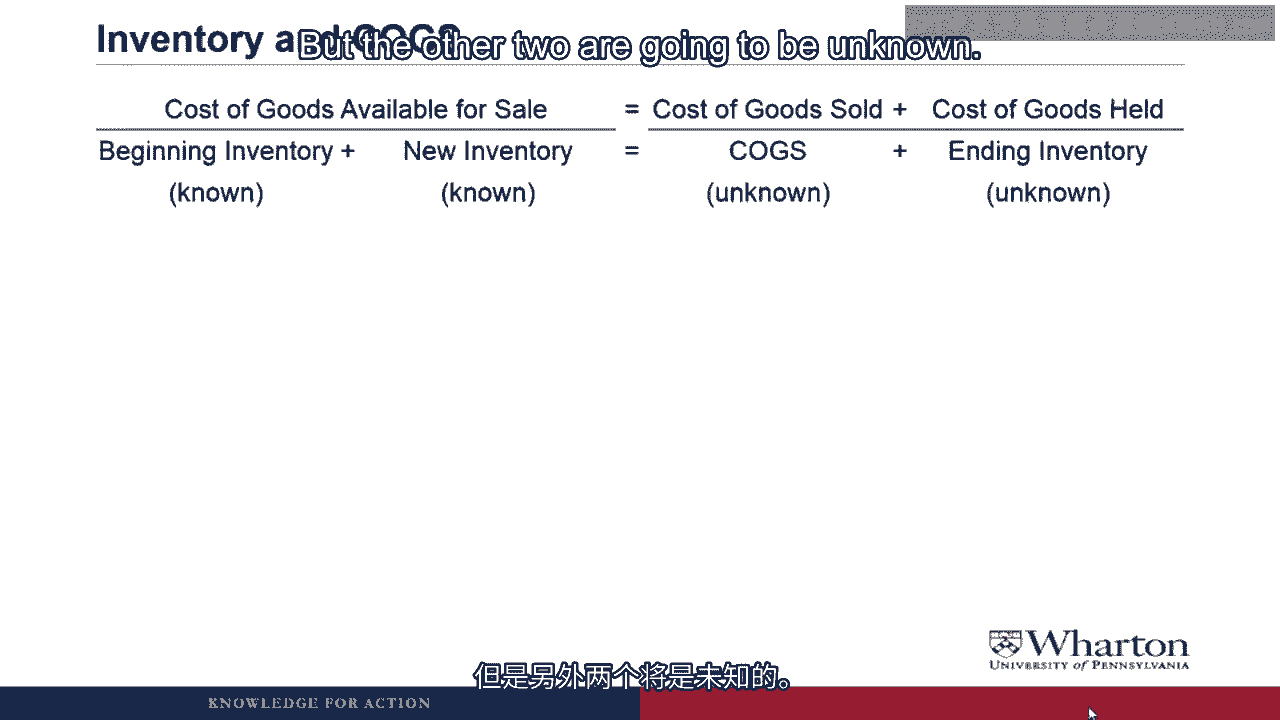 Inventory and COGS
But the other two are going to be unknown.
Cost of Goods Available for Sale = Cost of Goods Sold + Cost of Goods Held
Beginning Inventory + New Inventory = COGS + Ending Inventory
(known) (known) (unknown) (unknown)
Wharton
UNIVERSITY of PENNSYLVANIA
但是另外两个将是未知的。
KNOWLEDGE FOR ACTION